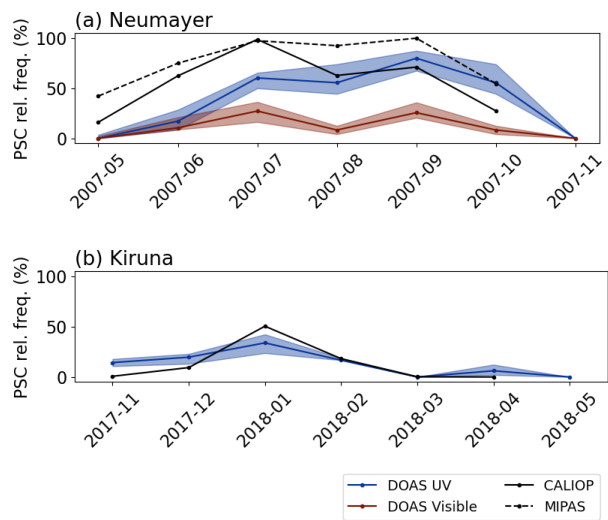 (a) Neumayer
PSC rel. freq. (%)
100
50
0
2007-05
2007-06
2007-07
2007-08
2007-09
2007-10
2007-11
(b) Kiruna
PSC rel. freq. (%)
100
50
0
2017-11
2017-12
2018-01
2018-02
2018-03
2018-04
2018-05
DOAS UV
DOAS Visible
CALIOP
MIPAS